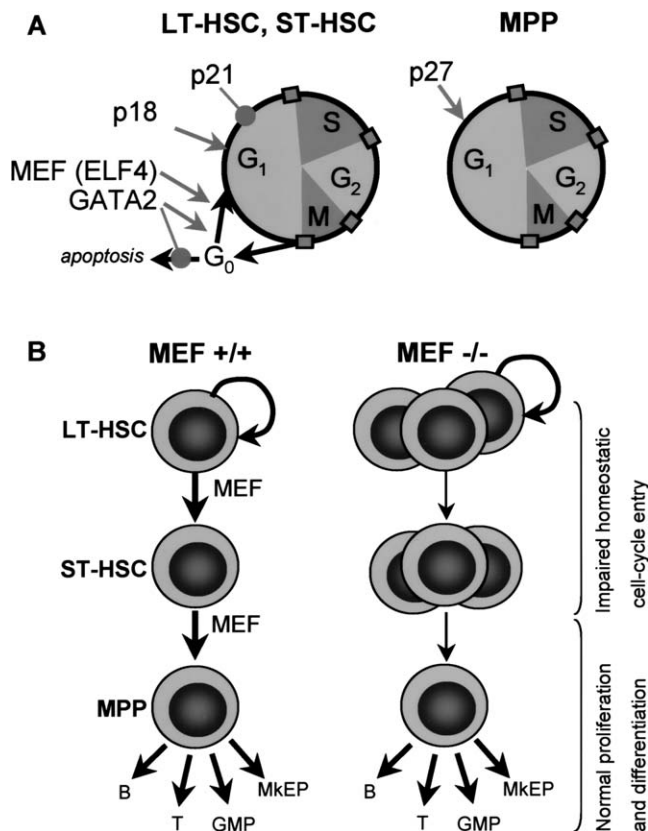 A
LT-HSC, ST-HSC
MPP
p21
p27
p18
S
S
G1
G1
MEF (ELF4)
G2
G2
GATA2
M
M
apoptosis
G0
B
MEF +/+
MEF -/-
LT-HSC
MEF
ST-HSC
MEF
MPP
B
T
GMP
MkEP
B
T
GMP
MkEP
Impaired homeostatic
cell-cycle entry
Normal proliferation
and differentiation